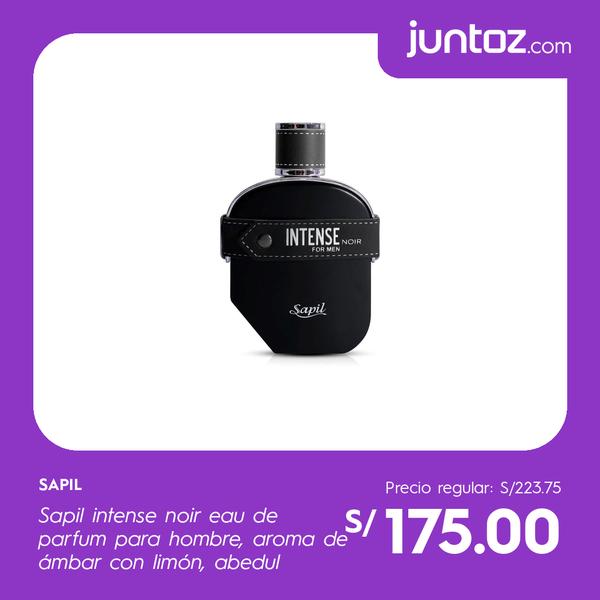 juntoz.com
INTENSE NOIR
FOR MEN
Sapil
SAPIL
Precio regular: S/223.75
Sapil intense noir eau de
parfum para hombre, aroma de
ámbar con limón, abedul
S/175.00